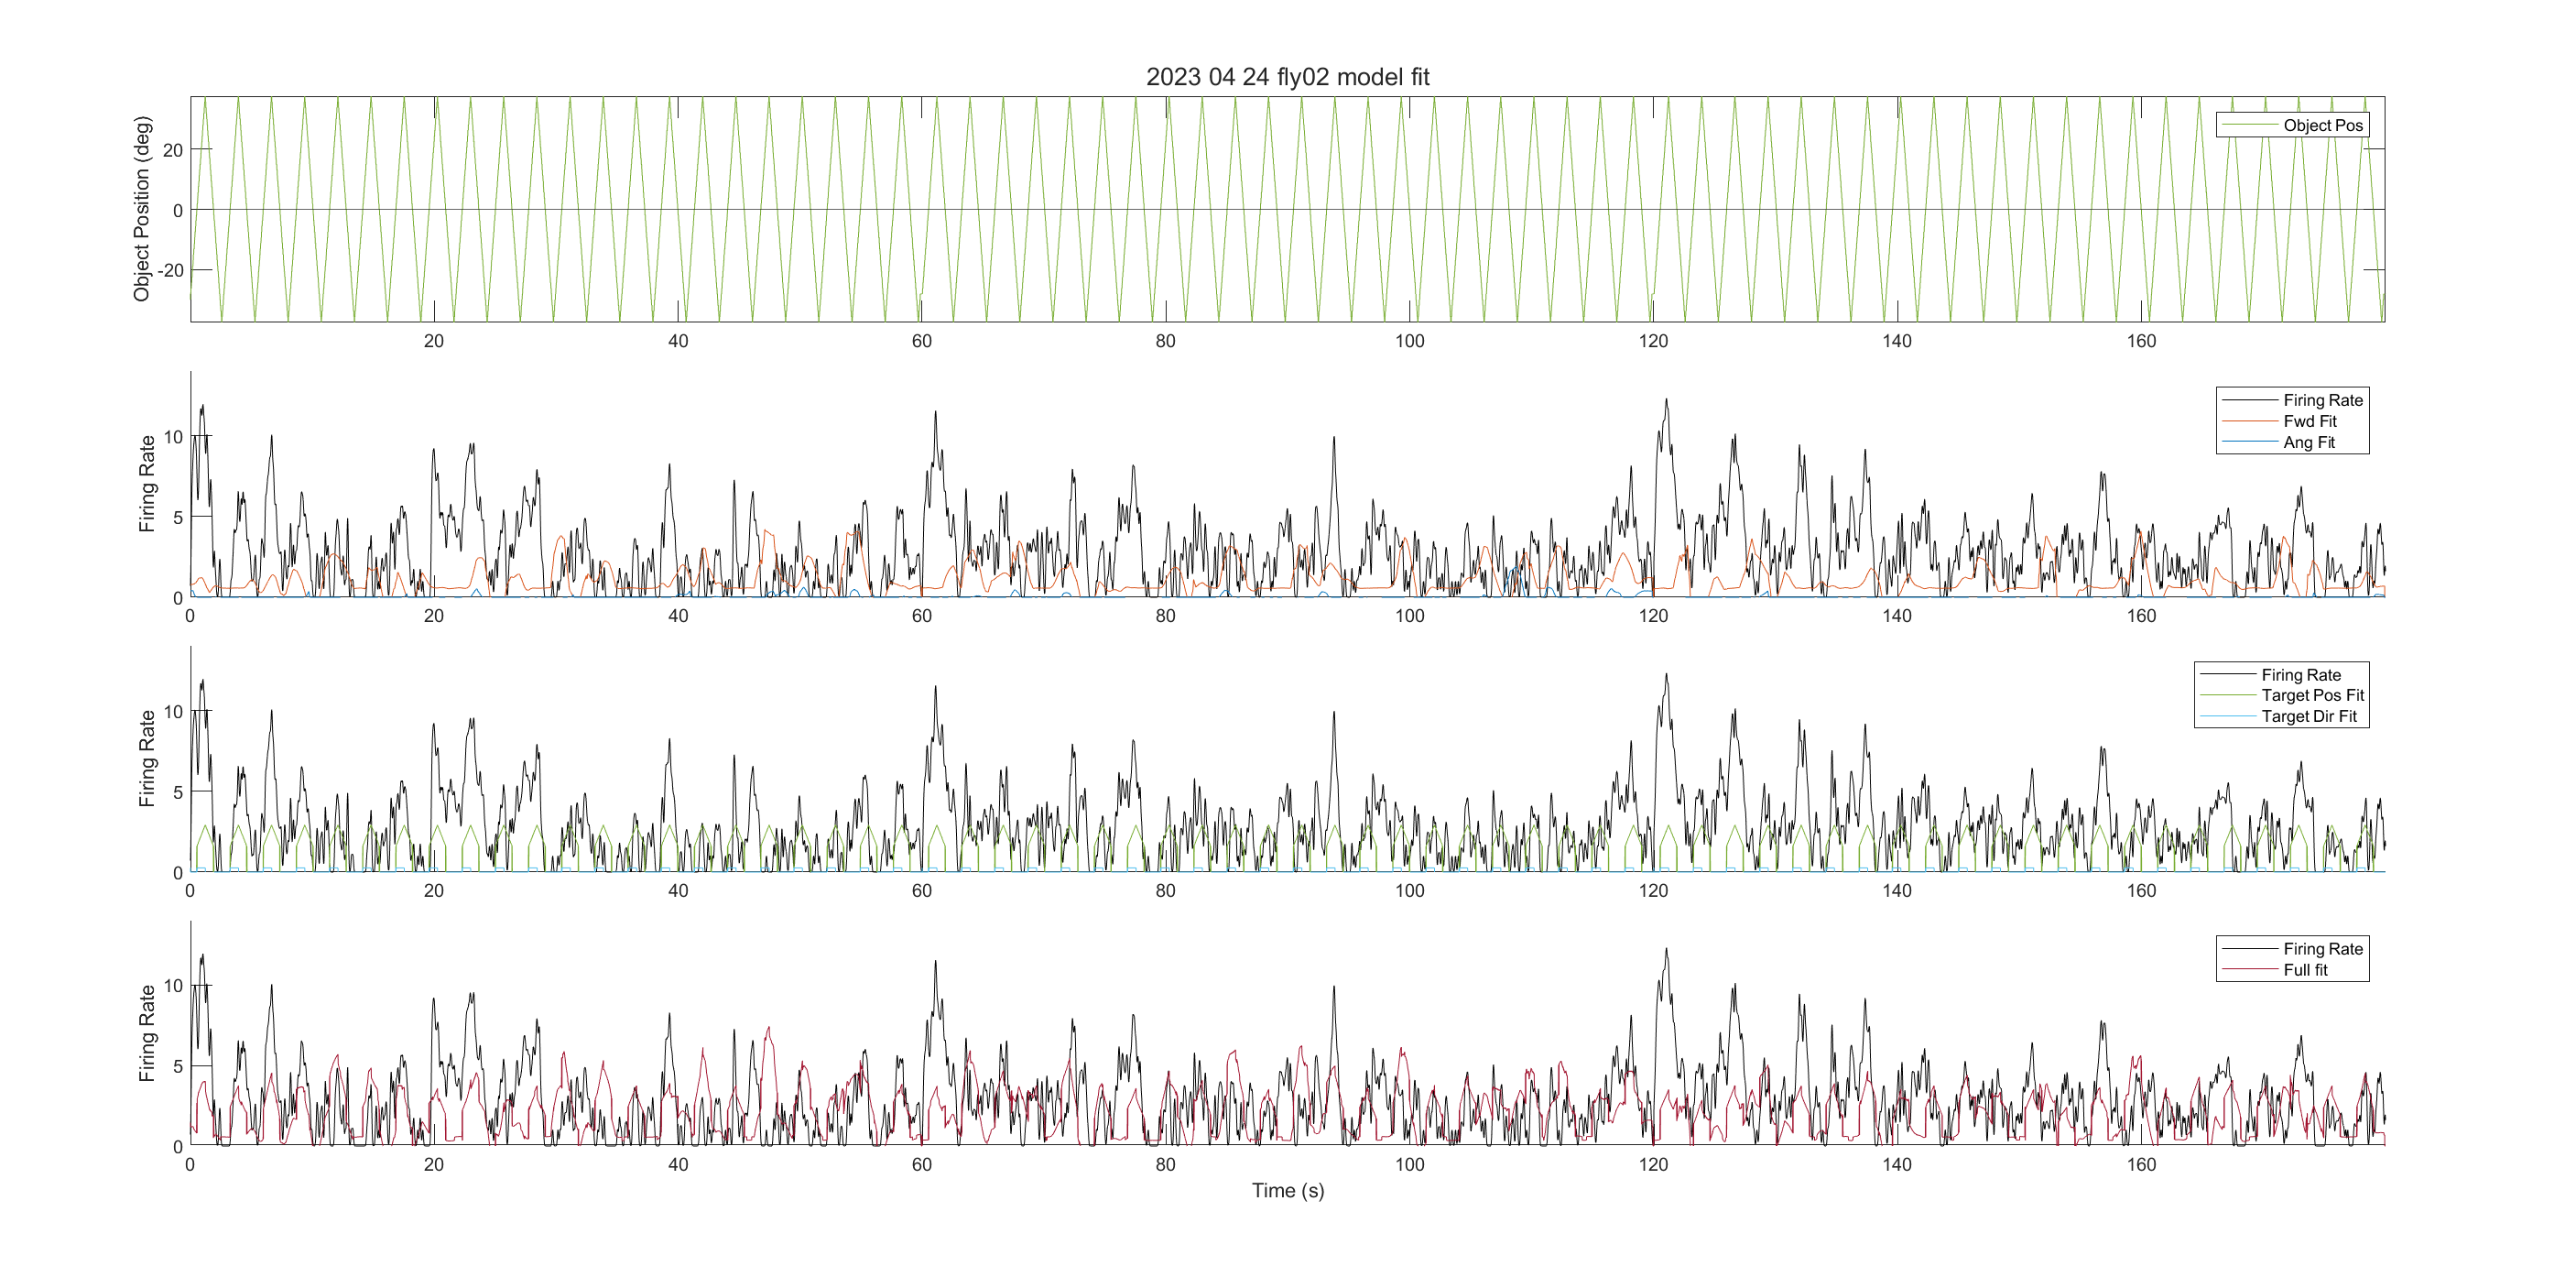 2023 04 24 fly02 model fit
Object Position (deg)
20
0
-20
Object Pos
20 40 60 80 100 120 140 160
Firing Rate
10
5
0
Firing Rate
Fwd Fit
Ang Fit
0 20 40 60 80 100 120 140 160
Firing Rate
10
5
0
Firing Rate
Target Pos Fit
Target Dir Fit
0 20 40 60 80 100 120 140 160
Firing Rate
10
5
0
Firing Rate
Full fit
0 20 40 60 80 100 120 140 160
Time (s)